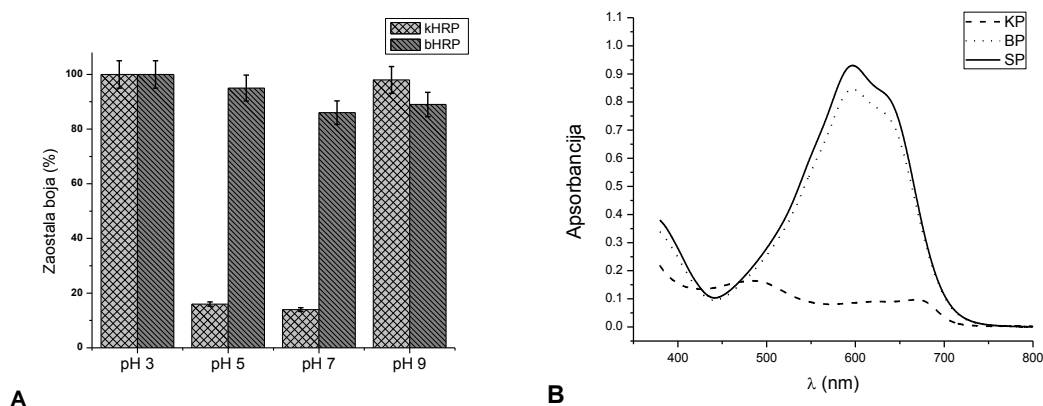 kHRP
bHRP
Zaostala boja (%)
100
80
60
40
20
0
pH 3
pH 5
pH 7
pH 9
A
KP
BP
SP
Apsorbancija
1.0
0.9
0.8
0.7
0.6
0.5
0.4
0.3
0.2
0.1
0.0
400
500
600
700
800
λ (nm)
B